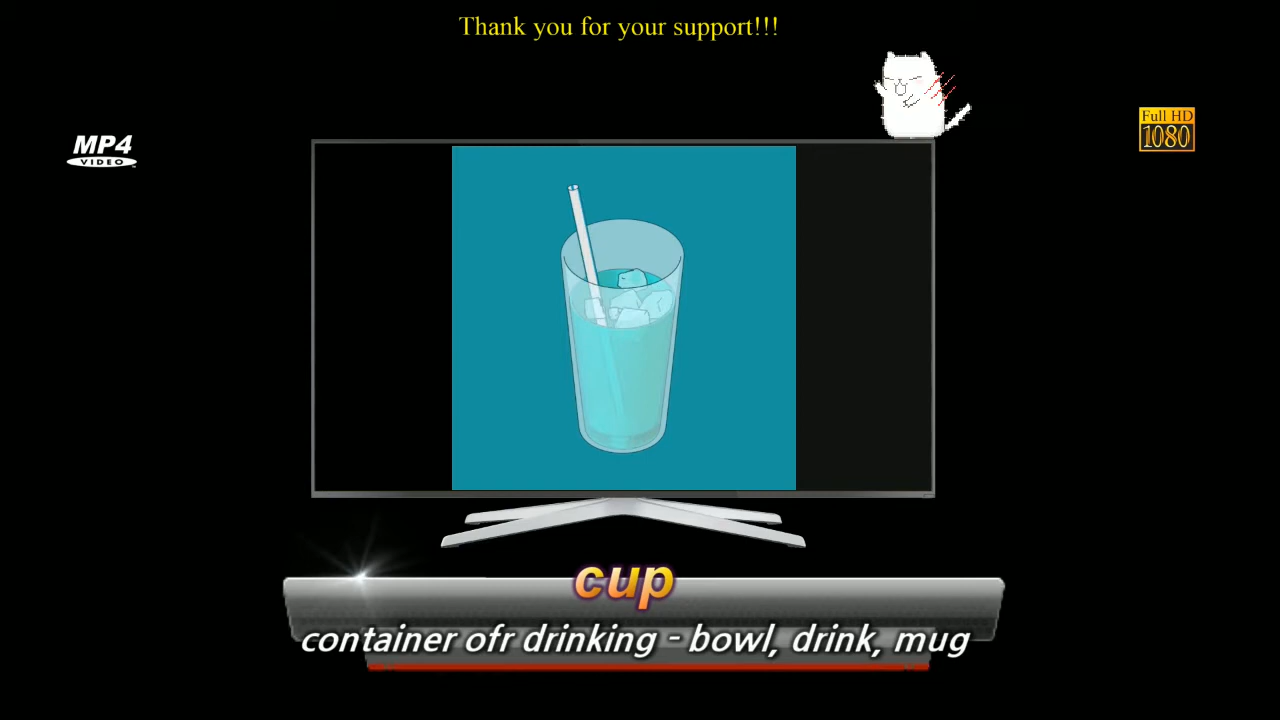 Thank you for your support!!!
MP4
VIDEO
Full HD
1080
cup
container ofr drinking - bowl, drink, mug